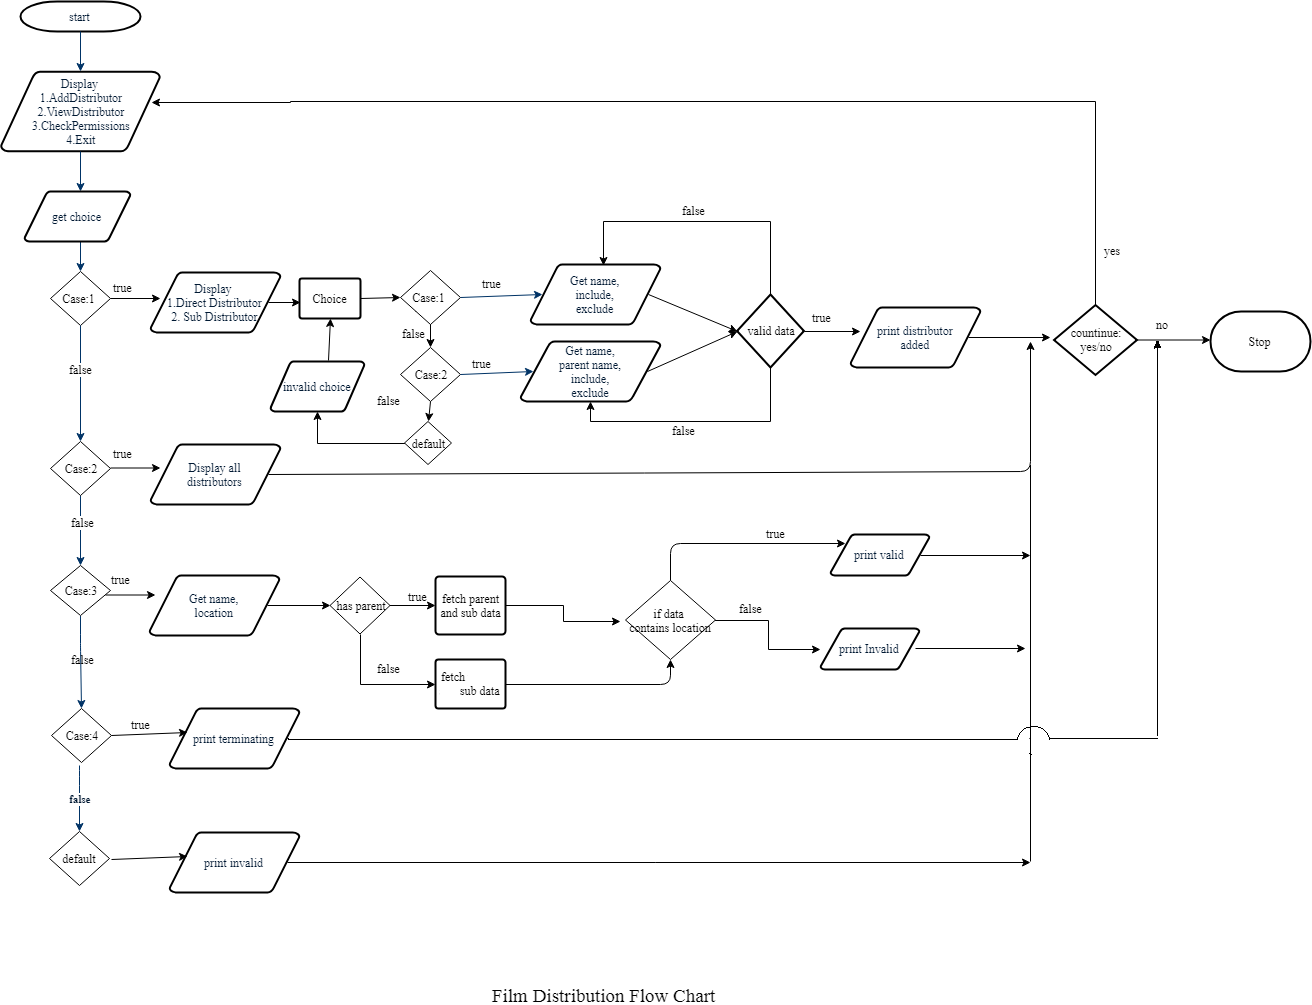 start
Display
1.AddDistributor
2.ViewDistributor
3.CheckPermissions
4.Exit
get choice
Case:1
true
Display
1.Direct Distributor
2. Sub Distributor
Choice
Case:1
true
Get name,
include,
exclude
false
valid data
true
print distributor
added
countinue:
yes/no
yes
no
Stop
false
Case:2
true
Get name,
parent name,
include,
exclude
false
invalid choice
false
default
false
Case:2
true
Display all
distributors
false
Case:3
true
Get name,
location
has parent
true
fetch parent
and sub data
false
fetch
sub data
if data
contains location
true
print valid
false
print Invalid
false
Case:4
true
print terminating
false
default
print invalid
Film Distribution Flow Chart